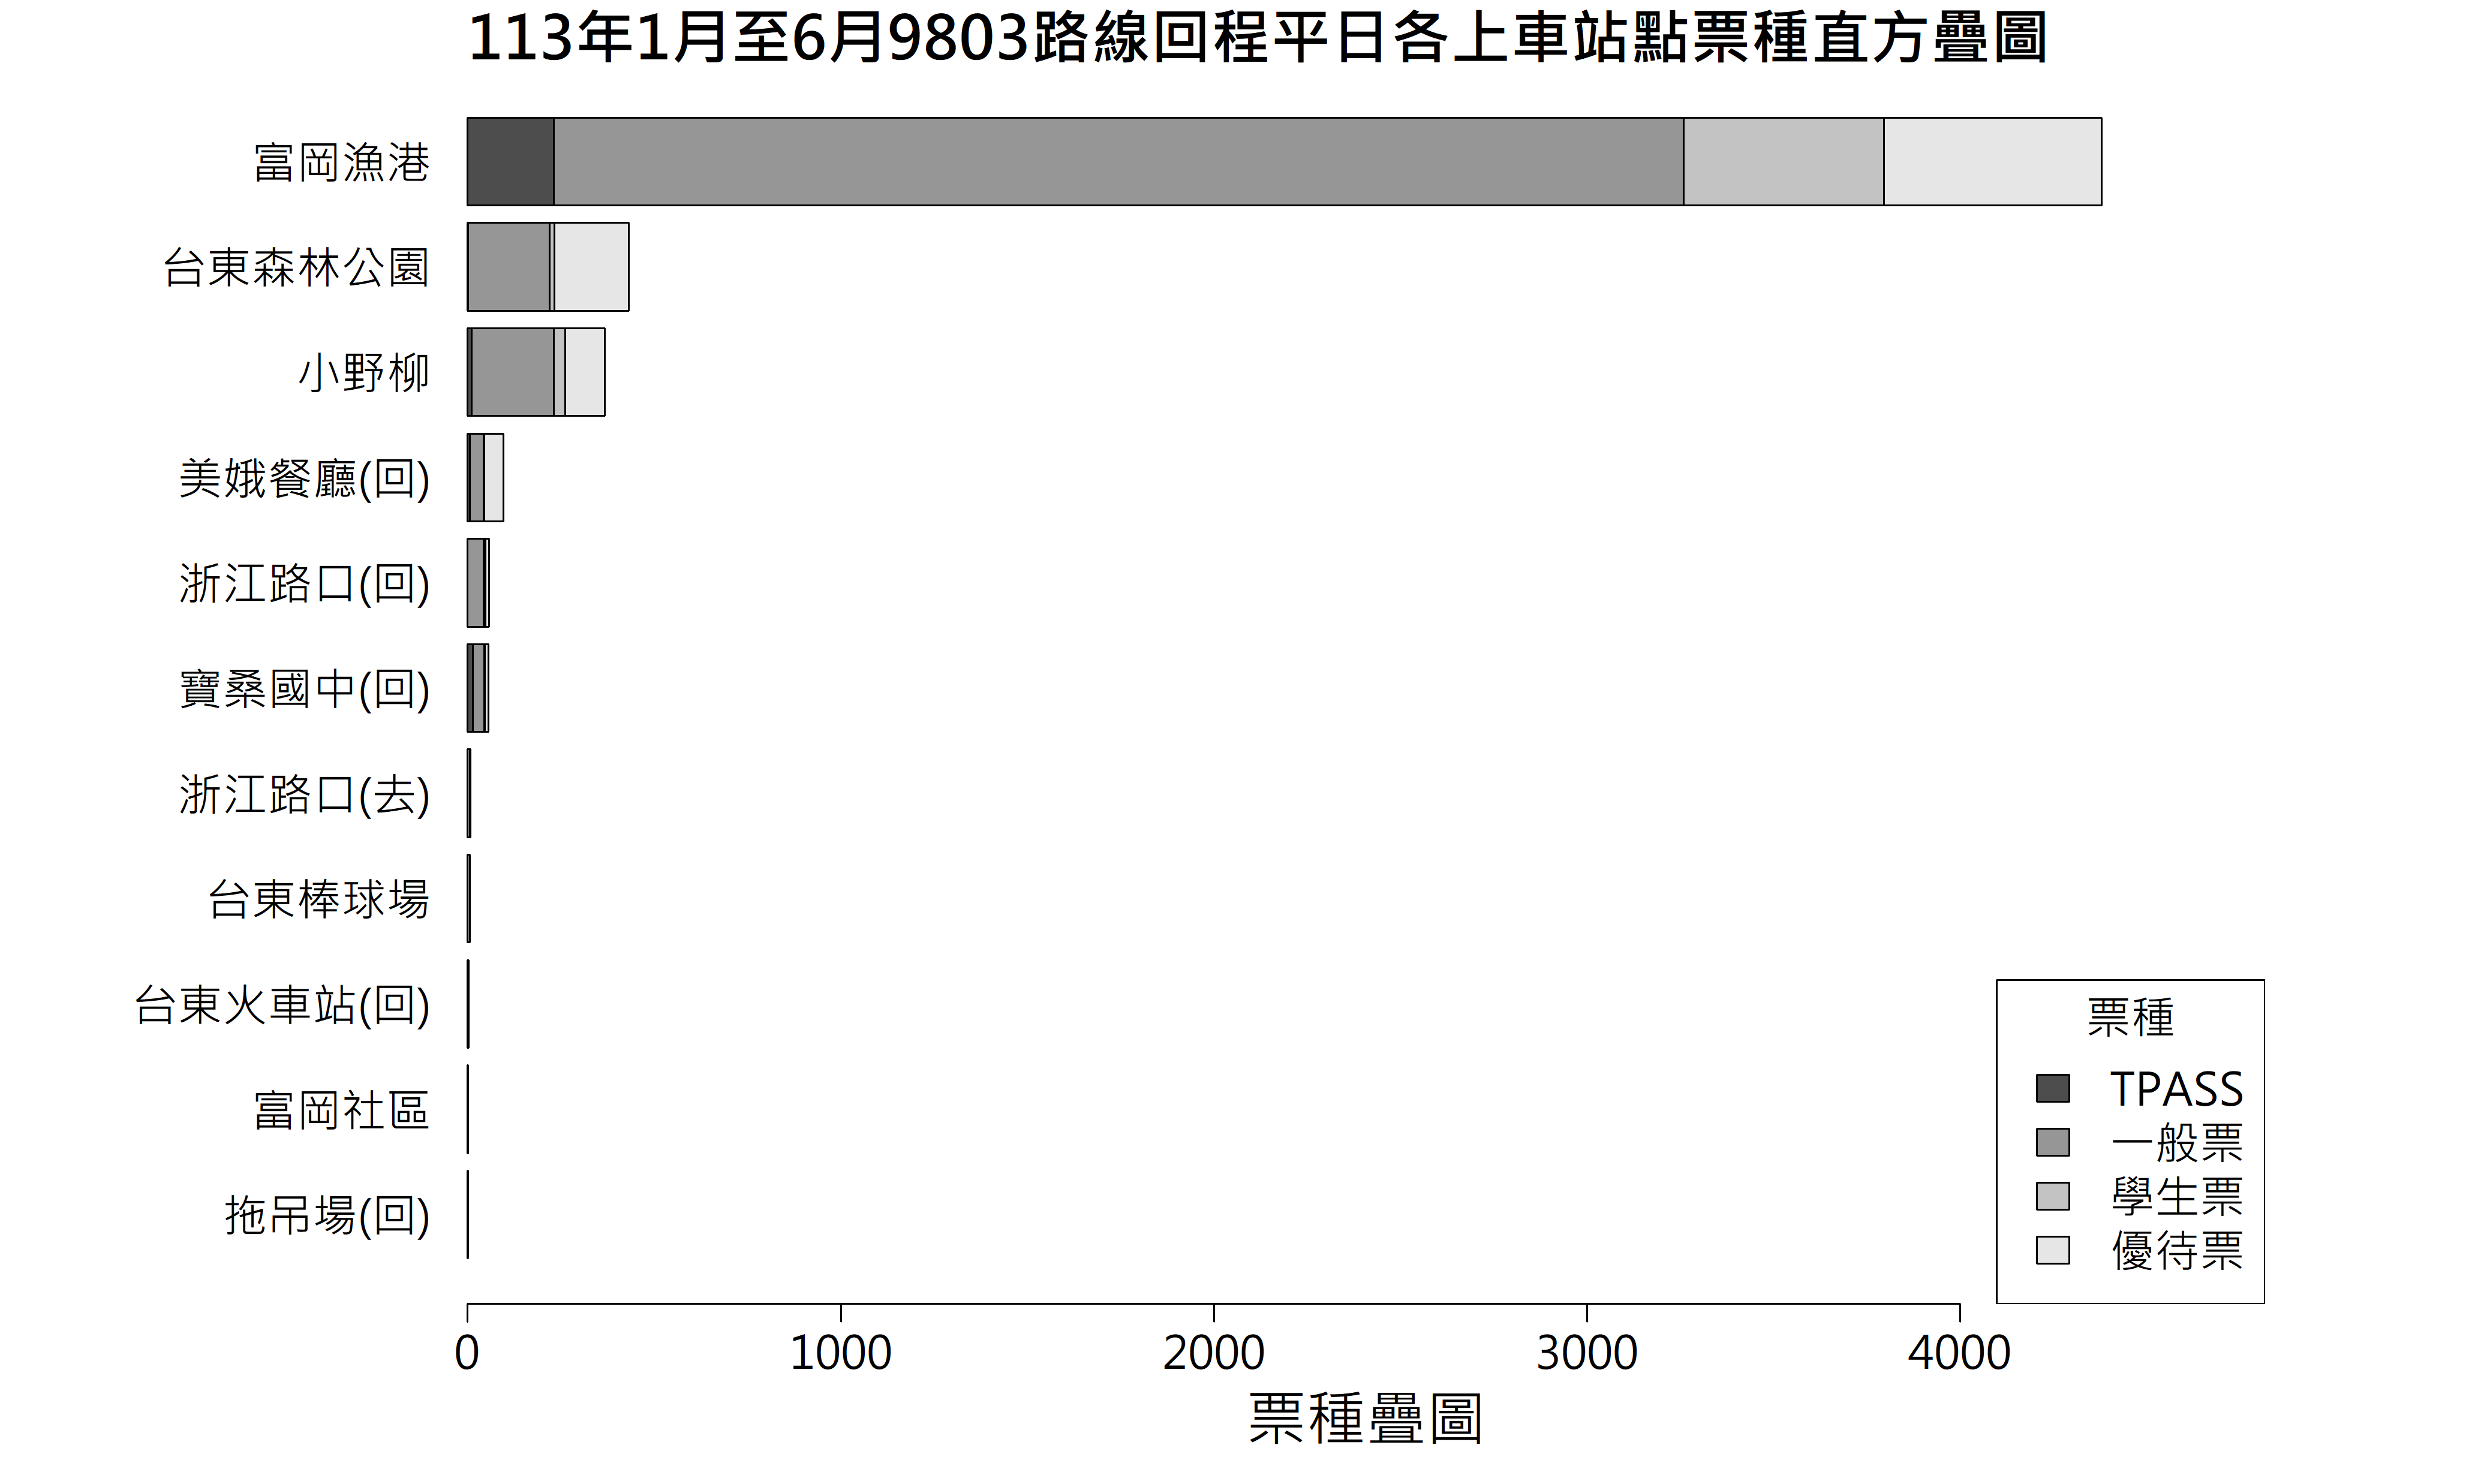 113年1月至6月9803路線回程平日各上車站點票種直方疊圖
富岡漁港
台東森林公園
小野柳
美娥餐廳(回)
浙江路口(回)
寶桑國中(回)
浙江路口(去)
台東棒球場
台東火車站(回)
富岡社區
拖吊場(回)
票種
TPASS
一般票
學生票
優待票
0 1000 2000 3000 4000
票種疊圖